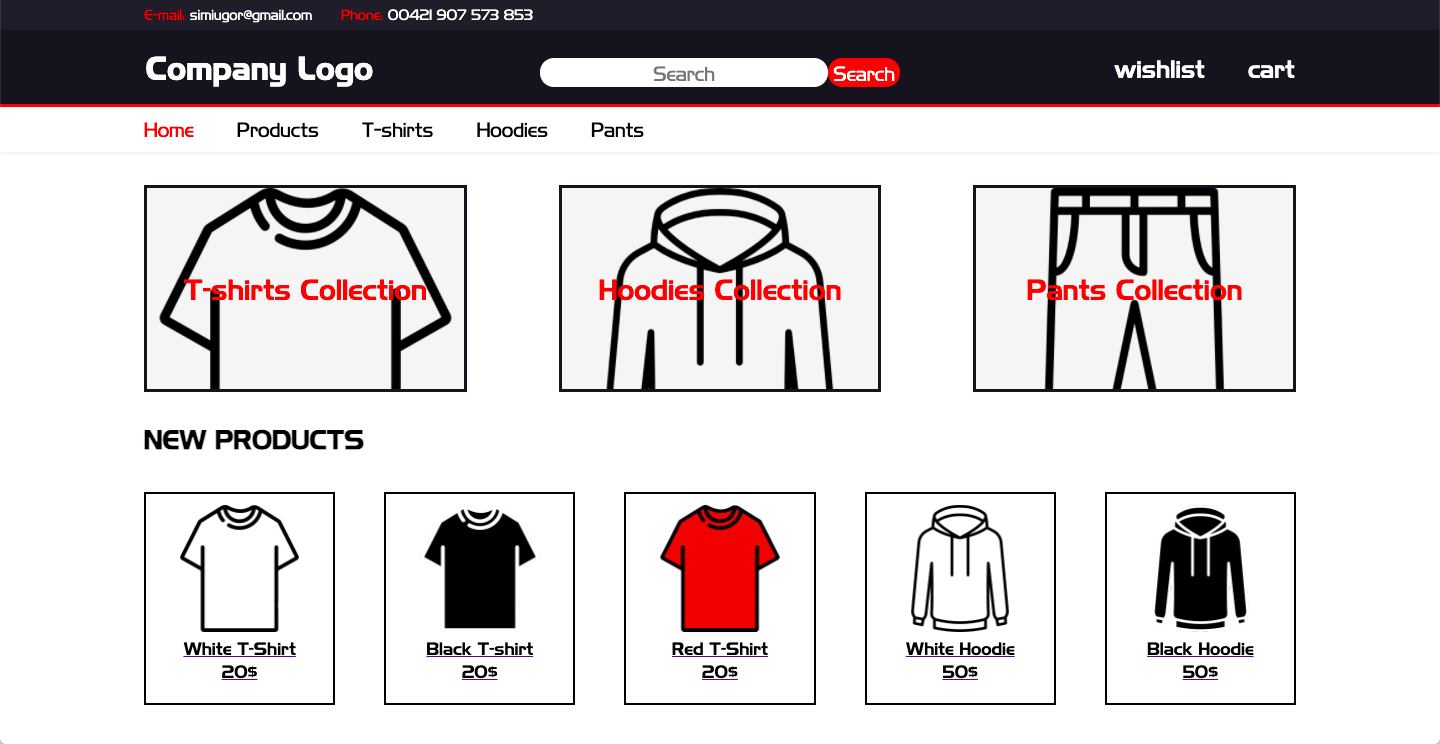 E-mail: simiugor@gmail.com Phone: 00421 907 573 853
Company Logo Search Search wishlist cart
Home Products T-shirts Hoodies Pants
T-shirts Collection Hoodies Collection Pants Collection
NEW PRODUCTS
White T-Shirt Black T-shirt Red T-Shirt White Hoodie Black Hoodie
20$ 20$ 20$ 50$ 50$